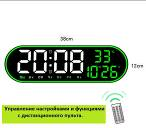 38cm
12cm
20:08
33
10/26
Управление настройками и функциями
с дистанционного пульта.